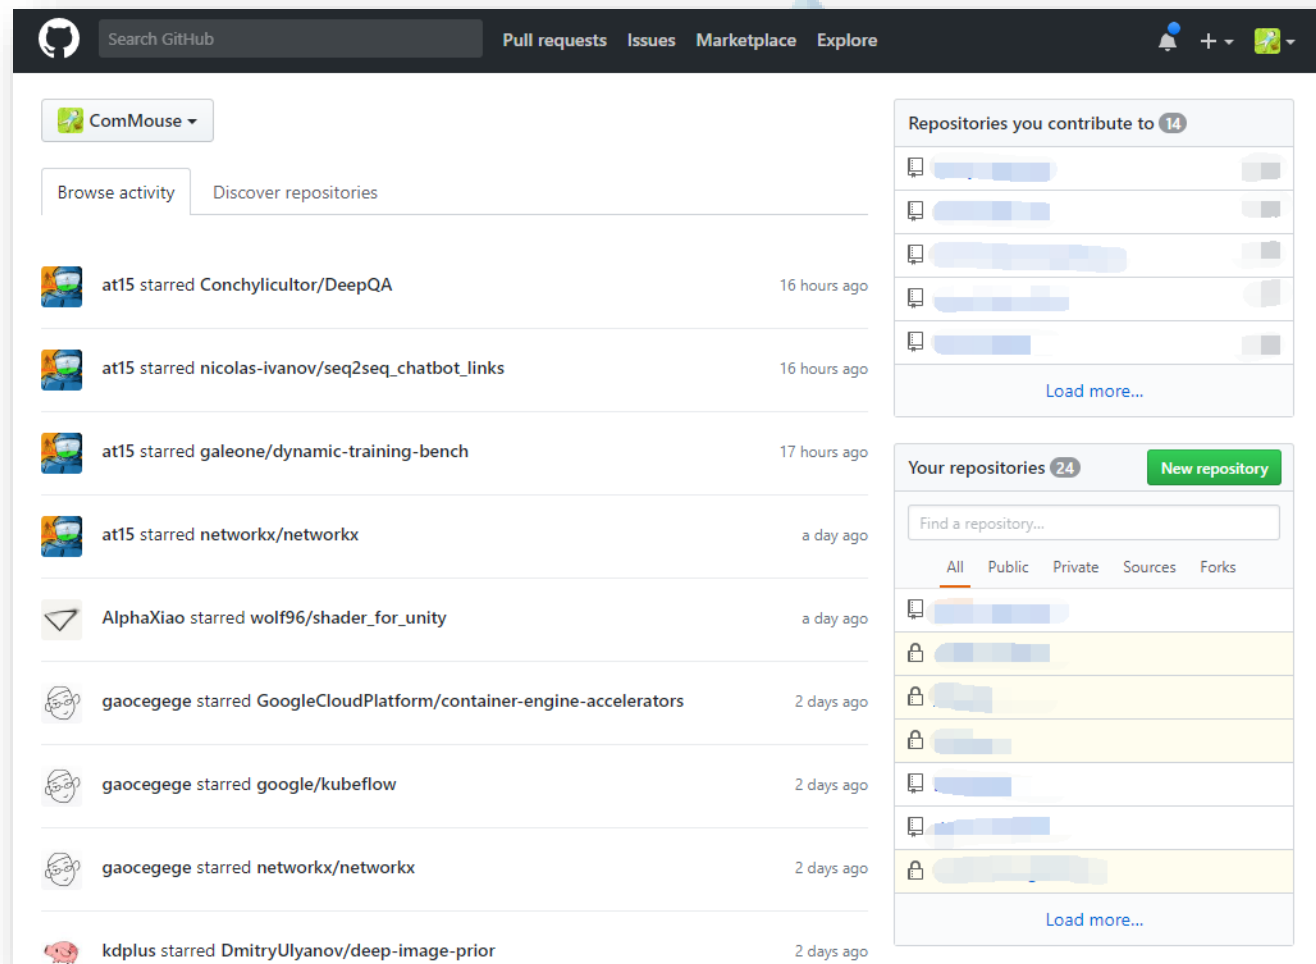 Search GitHub
Pull requests Issues Marketplace Explore
ComMouse
Browse activity Discover repositories
at15 starred Conchylicultor/DeepQA 16 hours ago
at15 starred nicolas-ivanov/seq2seq_chatbot_links 16 hours ago
at15 starred galeone/dynamic-training-bench 17 hours ago
at15 starred networkx/networkx a day ago
AlphaXiao starred wolf96/shader_for_unity a day ago
gaocegege starred GoogleCloudPlatform/container-engine-accelerators 2 days ago
gaocegege starred google/kubeflow 2 days ago
gaocegege starred networkx/networkx 2 days ago
kdplus starred DmitryUlyanov/deep-image-prior 2 days ago
Repositories you contribute to 14
Load more...
Your repositories 24 New repository
Find a repository...
All Public Private Sources Forks
Load more...